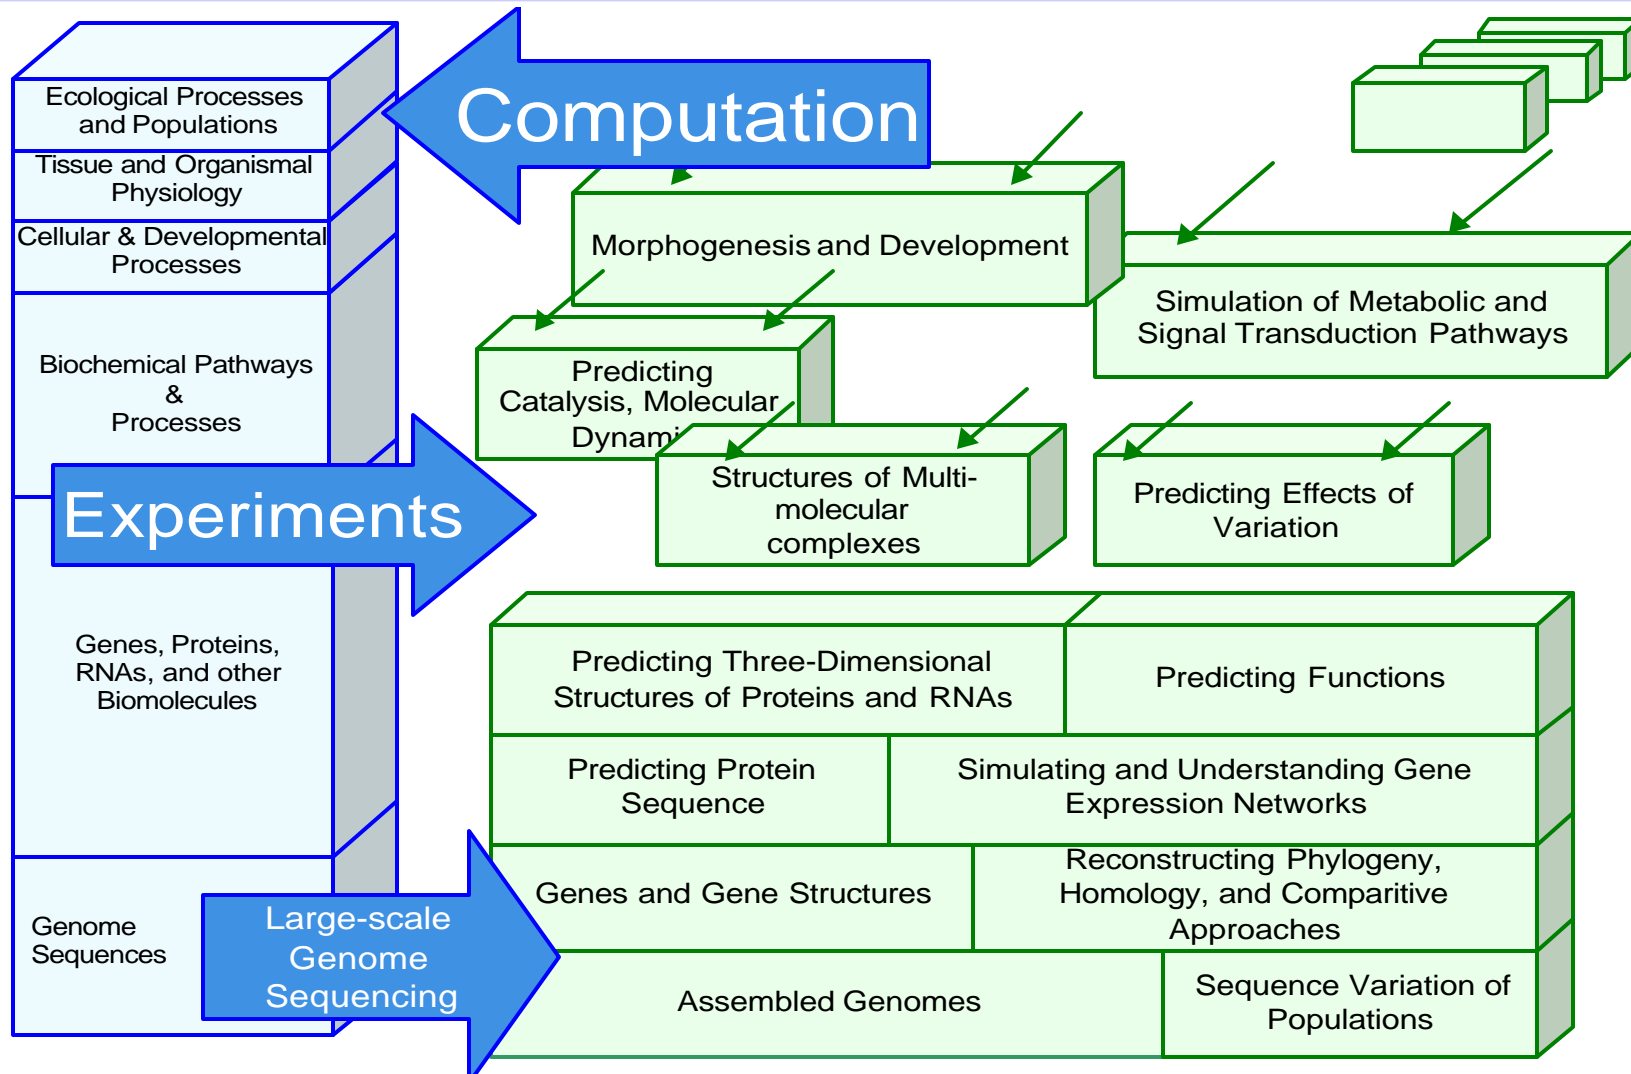 Ecological Processes
and Populations
Tissue and Organismal
Physiology
Cellular & Developmental
Processes
Biochemical Pathways
&
Processes
Genes, Proteins,
RNAs, and other
Biomolecules
Genome
Sequences
Computation
Experiments
Large-scale
Genome
Sequencing
Morphogenesis and Development
Simulation of Metabolic and
Signal Transduction Pathways
Predicting
Catalysis, Molecular
Structures of Multi-
molecular
complexes
Predicting Effects of
Variation
Predicting Three-Dimensional
Structures of Proteins and RNAs
Predicting Functions
Predicting Protein
Sequence
Simulating and Understanding Gene
Expression Networks
Genes and Gene Structures
Reconstructing Phylogeny,
Homology, and Comparitive
Approaches
Assembled Genomes
Sequence Variation of
Populations